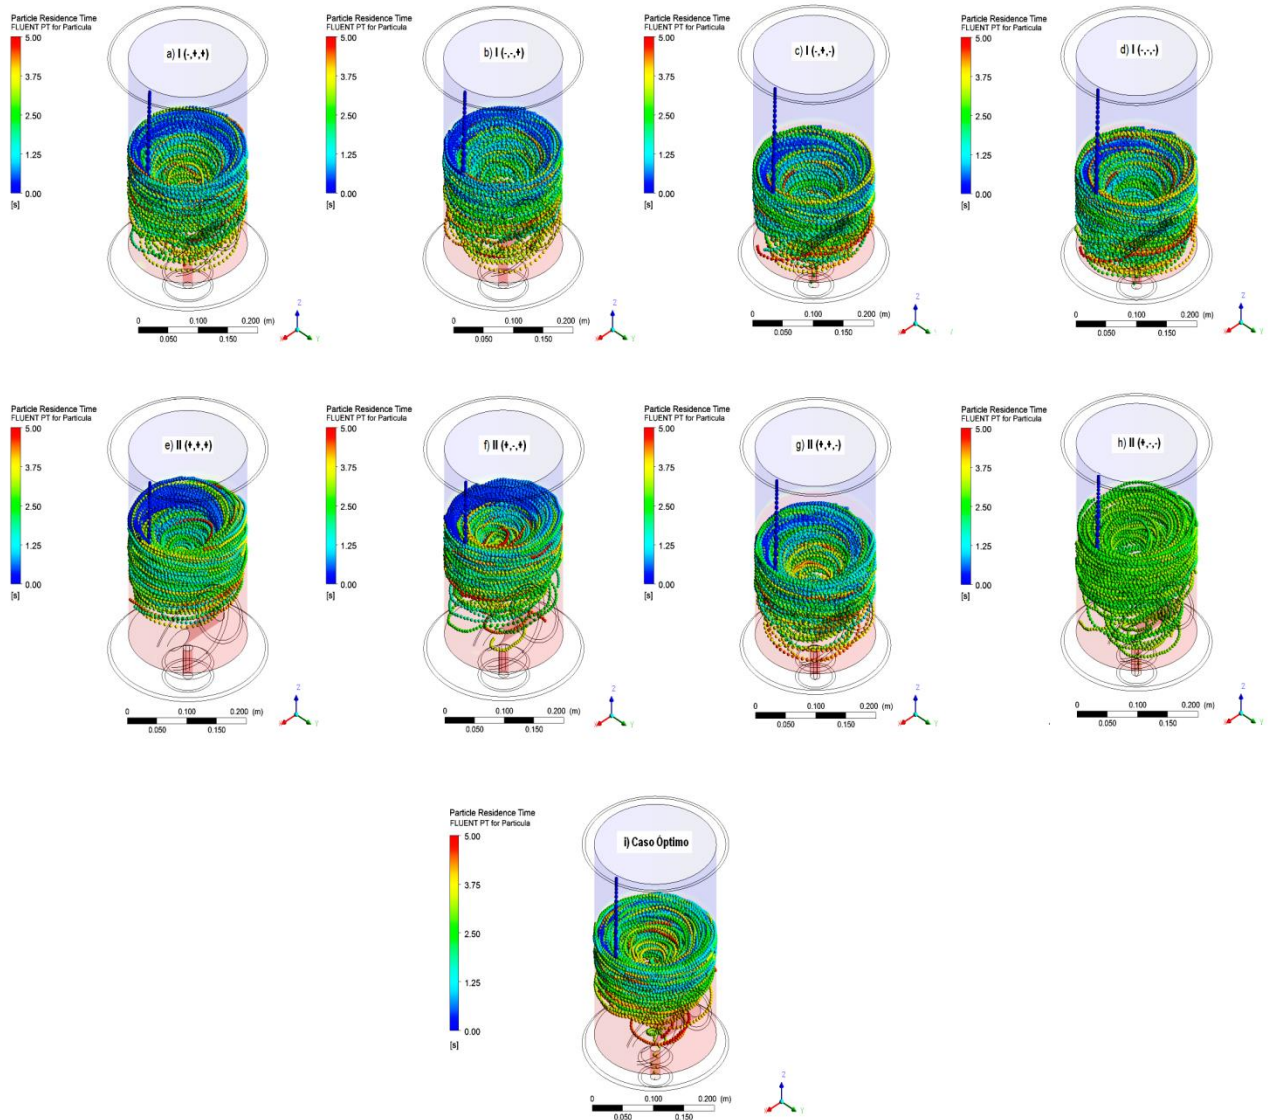 Particle Residence Time
FLUENT PT for Particula
5.00
3.75
2.50
1.25
0.00
[s]
a) I (-,+,+)
0 0.100 0.200 (m)
0.050 0.150
Z
X Y
Particle Residence Time
FLUENT PT for Particula
5.00
3.75
2.50
1.25
0.00
[s]
b) I (-,-,+)
0 0.100 0.200 (m)
0.050 0.150
Z
X Y
Particle Residence Time
FLUENT PT for Particula
5.00
3.75
2.50
1.25
0.00
[s]
c) I (-,+,-)
0 0.100 0.200 (m)
0.050 0.150
Z
X Y
Particle Residence Time
FLUENT PT for Particula
5.00
3.75
2.50
1.25
0.00
[s]
d) I (-,-,-)
0 0.100 0.200 (m)
0.050 0.150
Z
X Y
Particle Residence Time
FLUENT PT for Particula
5.00
3.75
2.50
1.25
0.00
[s]
e) II (+,+,+)
0 0.100 0.200 (m)
0.050 0.150
Z
X Y
Particle Residence Time
FLUENT PT for Particula
5.00
3.75
2.50
1.25
0.00
[s]
f) II (+,-,+)
0 0.100 0.200 (m)
0.050 0.150
Z
X Y
Particle Residence Time
FLUENT PT for Particula
5.00
3.75
2.50
1.25
0.00
[s]
g) II (+,+,-)
0 0.100 0.200 (m)
0.050 0.150
Z
X Y
Particle Residence Time
FLUENT PT for Particula
5.00
3.75
2.50
1.25
0.00
[s]
h) II (+,-,-)
0 0.100 0.200 (m)
0.050 0.150
Z
X Y
Particle Residence Time
FLUENT PT for Particula
5.00
3.75
2.50
1.25
0.00
[s]
i) Caso Óptimo
0 0.100 0.200 (m)
0.050 0.150
Z
X Y